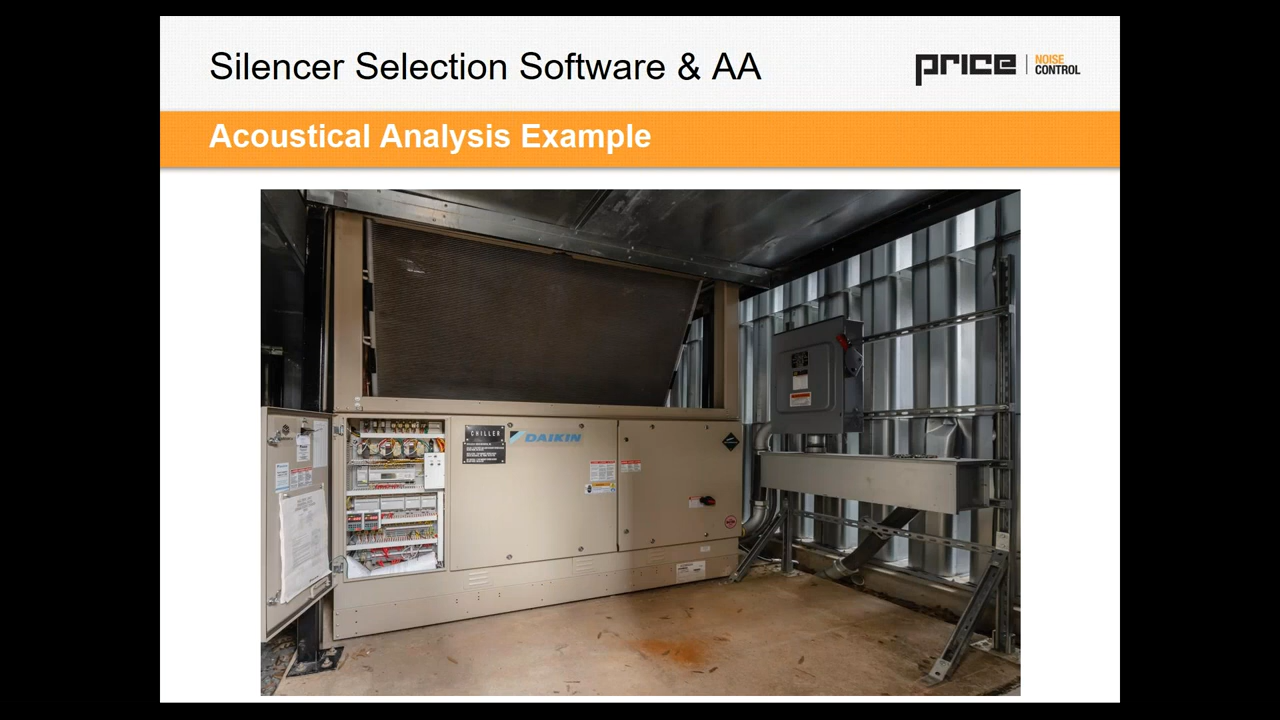 Silencer Selection Software & AA
price
NOISE
CONTROL
Acoustical Analysis Example
CHILLER
DAIKIN